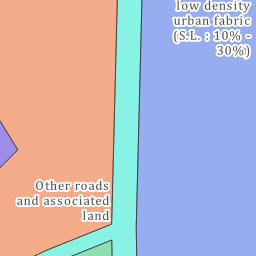 low density
urban fabric
(S.L. : 10% -
30%)
Other roads
and associated
land